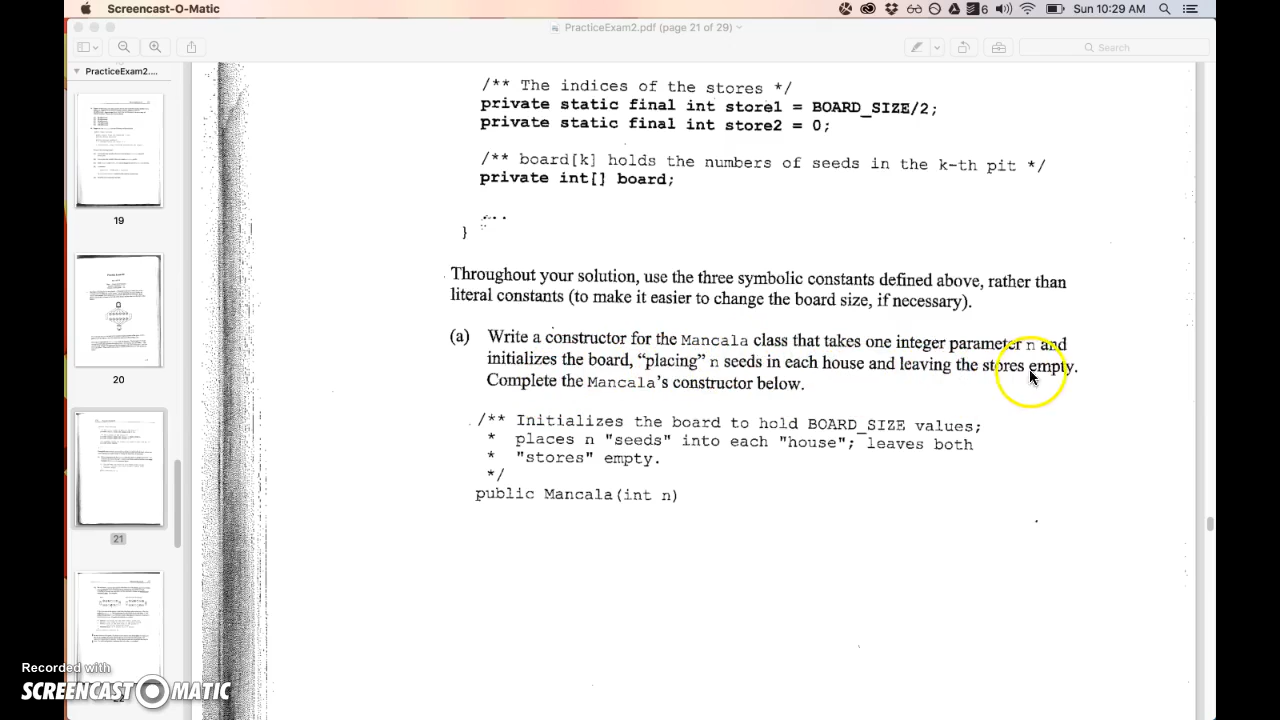 Screencast-O-Matic
6
Sun 10:29 AM
PracticeExam2.pdf (page 21 of 29)
Search
PracticeExam2....
19
20
21
22
/** The indices of the stores */
private static final int store1 = BOARD_SIZE/2;
private static final int store2 = 0;
/** board[k] holds the numbers of seeds in the k-th pit */
private int[] board;
...
}
Throughout your solution, use the three symbolic constants defined above, rather than
literal constants (to make it easier to change the board size, if necessary).
(a) Write a constructor for the Mancala class that takes one integer parameter n and
initializes the board, “placing” n seeds in each house and leaving the stores empty.
Complete the Mancala’s constructor below.
/** Initializes the board to hold BOARD_SIZE values;
* places n "seeds" into each "house"; leaves both
"stores" empty.
*/
public Mancala(int n)
Recorded with
SCREENCAST-O-MATIC